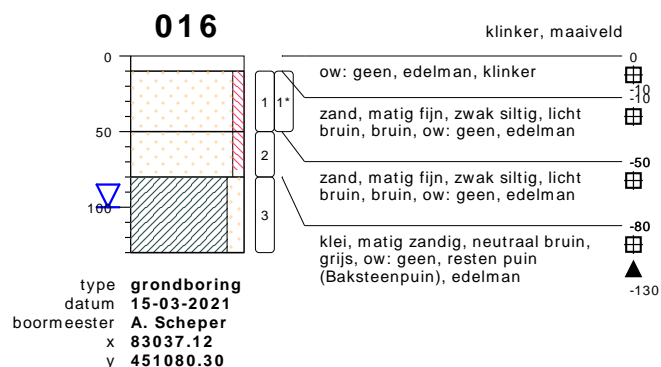 016
klinker, maaiveld
0
0
ow: geen, edelman, klinker
-10
-10
1
1*
zand, matig fijn, zwak siltig, licht
bruin, bruin, ow: geen, edelman
50
-50
2
zand, matig fijn, zwak siltig, licht
bruin, bruin, ow: geen, edelman
100
3
-80
klei, matig zandig, neutraal bruin,
grijs, ow: geen, resten puin
(Baksteenpuin), edelman
-130
type grondboring
datum 15-03-2021
boormeester A. Scheper
x 83037.12
y 451080.30